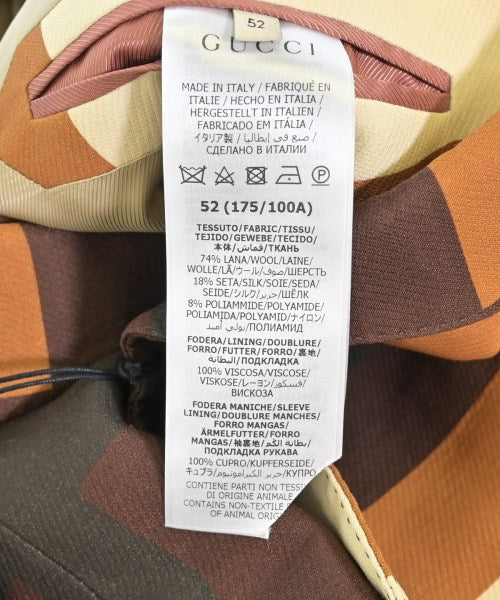 52
GUCCI
MADE IN ITALY / FABRIQUÉ EN
ITALIE / HECHO EN ITALIA /
HERGESTELLT IN ITALIEN /
FABRICADO EM ITÁLIA /
イタリア製 / صنع في إيطاليا /
СДЕЛАНО В ИТАЛИИ
52 (175/100A)
TESSUTO/FABRIC/TISSU/
TEJIDO/GEWEBE/TECIDO/
本体/قماش/ТКАНЬ
74% LANA/WOOL/LAINE/
WOLLE/LÃ/ウール/صوف/ШЕРСТЬ
18% SETA/SILK/SOIE/SEDA/
SEIDE/シルク/حرير/ШЁЛК
8% POLIAMMIDE/POLYAMIDE/
POLIAMIDA/POLYAMID/ナイロン/
بولي أميد/ПОЛИАМИД
FODERA/LINING/DOUBLURE/
FORRO/FUTTER/FORRO/裏地/
البطانة/ПОДКЛАДКА
100% VISCOSA/VISCOSE/
VISKOSE/レーヨン/فسكوز/
ВИСКОЗА
FODERA MANICHE/SLEEVE
LINING/DOUBLURE MANCHES/
FORRO MANGAS/
ÄRMELFUTTER/FORRO
MANGAS/袖裏地/بطانة الكم/
ПОДКЛАДКА РУКАВА
100% CUPRO/KUPFERSEIDE/
キュプラ/حرير الكبرامونيوم/КУПРО
CONTIENE PARTI NON TESSI
DI ORIGINE ANIMALE
CONTAINS NON-TEXTIL
OF ANIMAL ORIGI